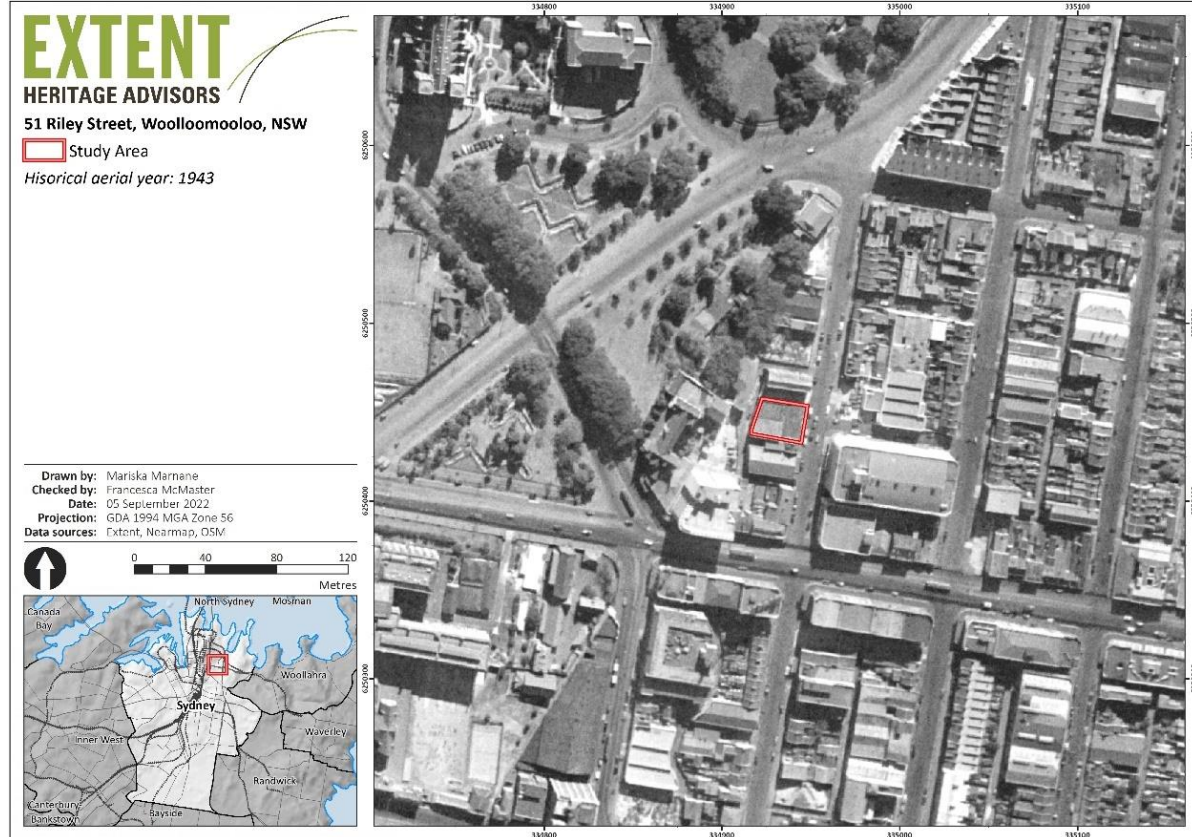 EXTENT
HERITAGE ADVISORS
51 Riley Street, Woolloomooloo, NSW
Study Area
Hisorical aerial year: 1943
Drawn by: Mariska Marnane
Checked by: Francesca McMaster
Date: 05 September 2022
Projection: GDA 1994 MGA Zone 56
Data sources: Extent, Nearmap, OSM
0 40 80 120
Metres
North Sydney
Mosman
Canada
Bay
Woollahra
Sydney
Inner West
Waverley
Randwick
Canterbury-
Bankstown
Bayside
334800 334900 335000 335100
6250600
6250500
6250400
6250300
334800 334900 335000 335100